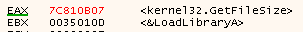 EAX 7C810B07 <kernel32.GetFileSize>
EBX 0035010D <&LoadLibraryA>